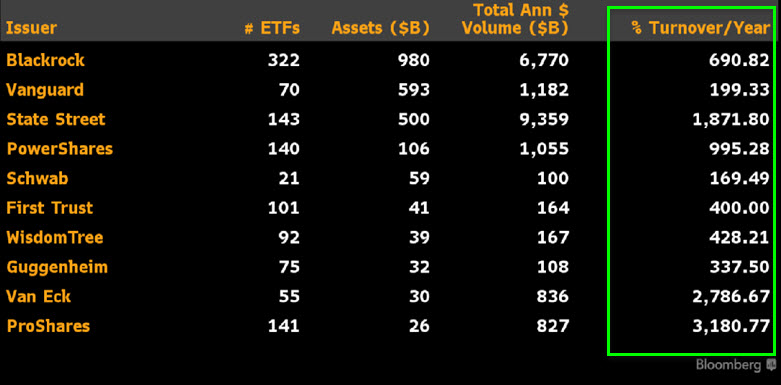 Total Ann $
Issuer # ETFs Assets ($B) Volume ($B) % Turnover/Year
Blackrock 322 980 6,770 690.82
Vanguard 70 593 1,182 199.33
State Street 143 500 9,359 1,871.80
PowerShares 140 106 1,055 995.28
Schwab 21 59 100 169.49
First Trust 101 41 164 400.00
WisdomTree 92 39 167 428.21
Guggenheim 75 32 108 337.50
Van Eck 55 30 836 2,786.67
ProShares 141 26 827 3,180.77
Bloomberg